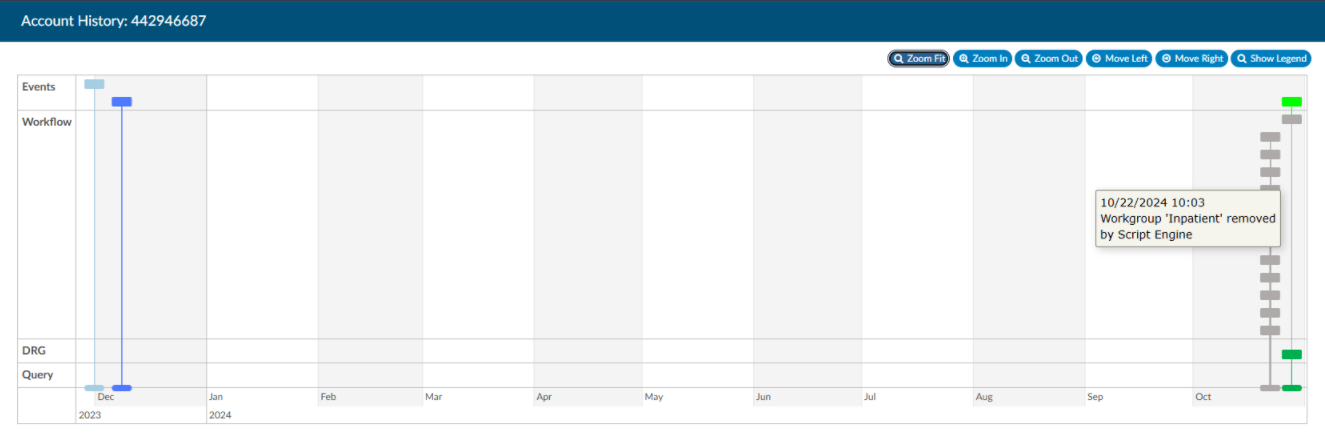 Account History: 442946687
Zoom Fit Zoom In Zoom Out Move Left Move Right Show Legend
Events
Workflow
10/22/2024 10:03
Workgroup 'Inpatient' removed
by Script Engine
DRG
Query
Dec Jan Feb Mar Apr May Jun Jul Aug Sep Oct
2023 2024